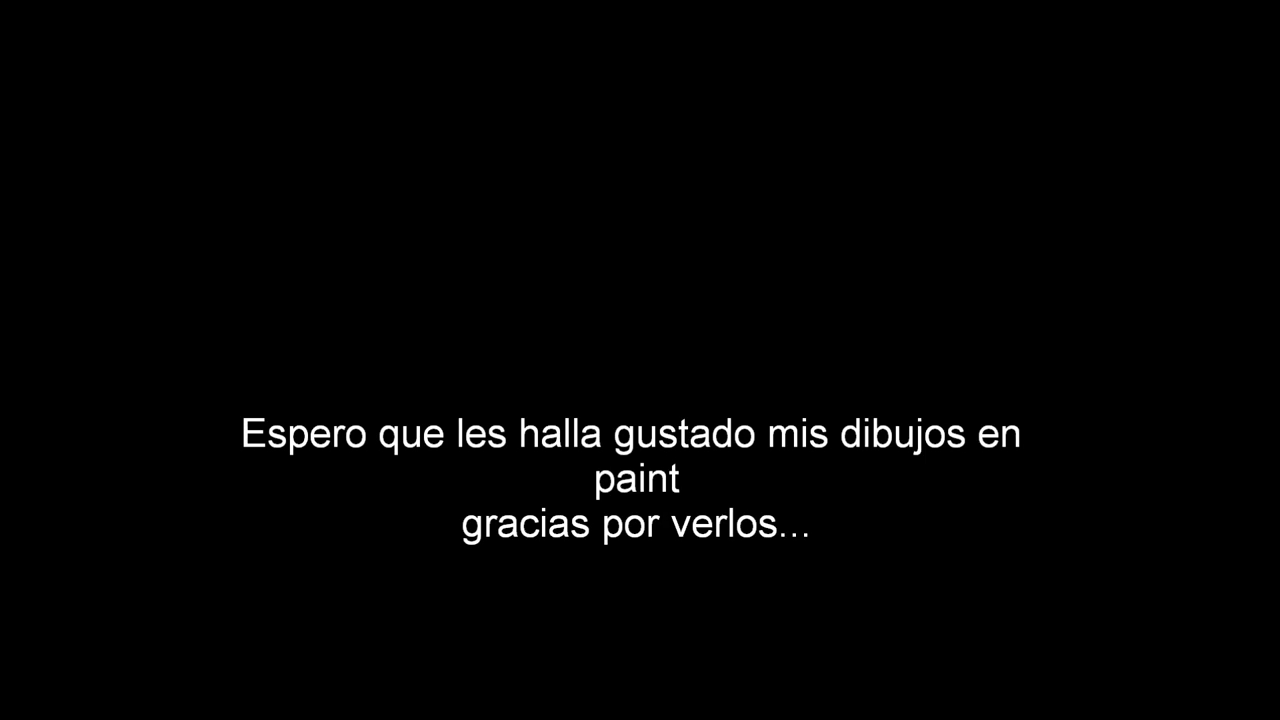 Espero que les halla gustado mis dibujos en
paint
gracias por verlos...